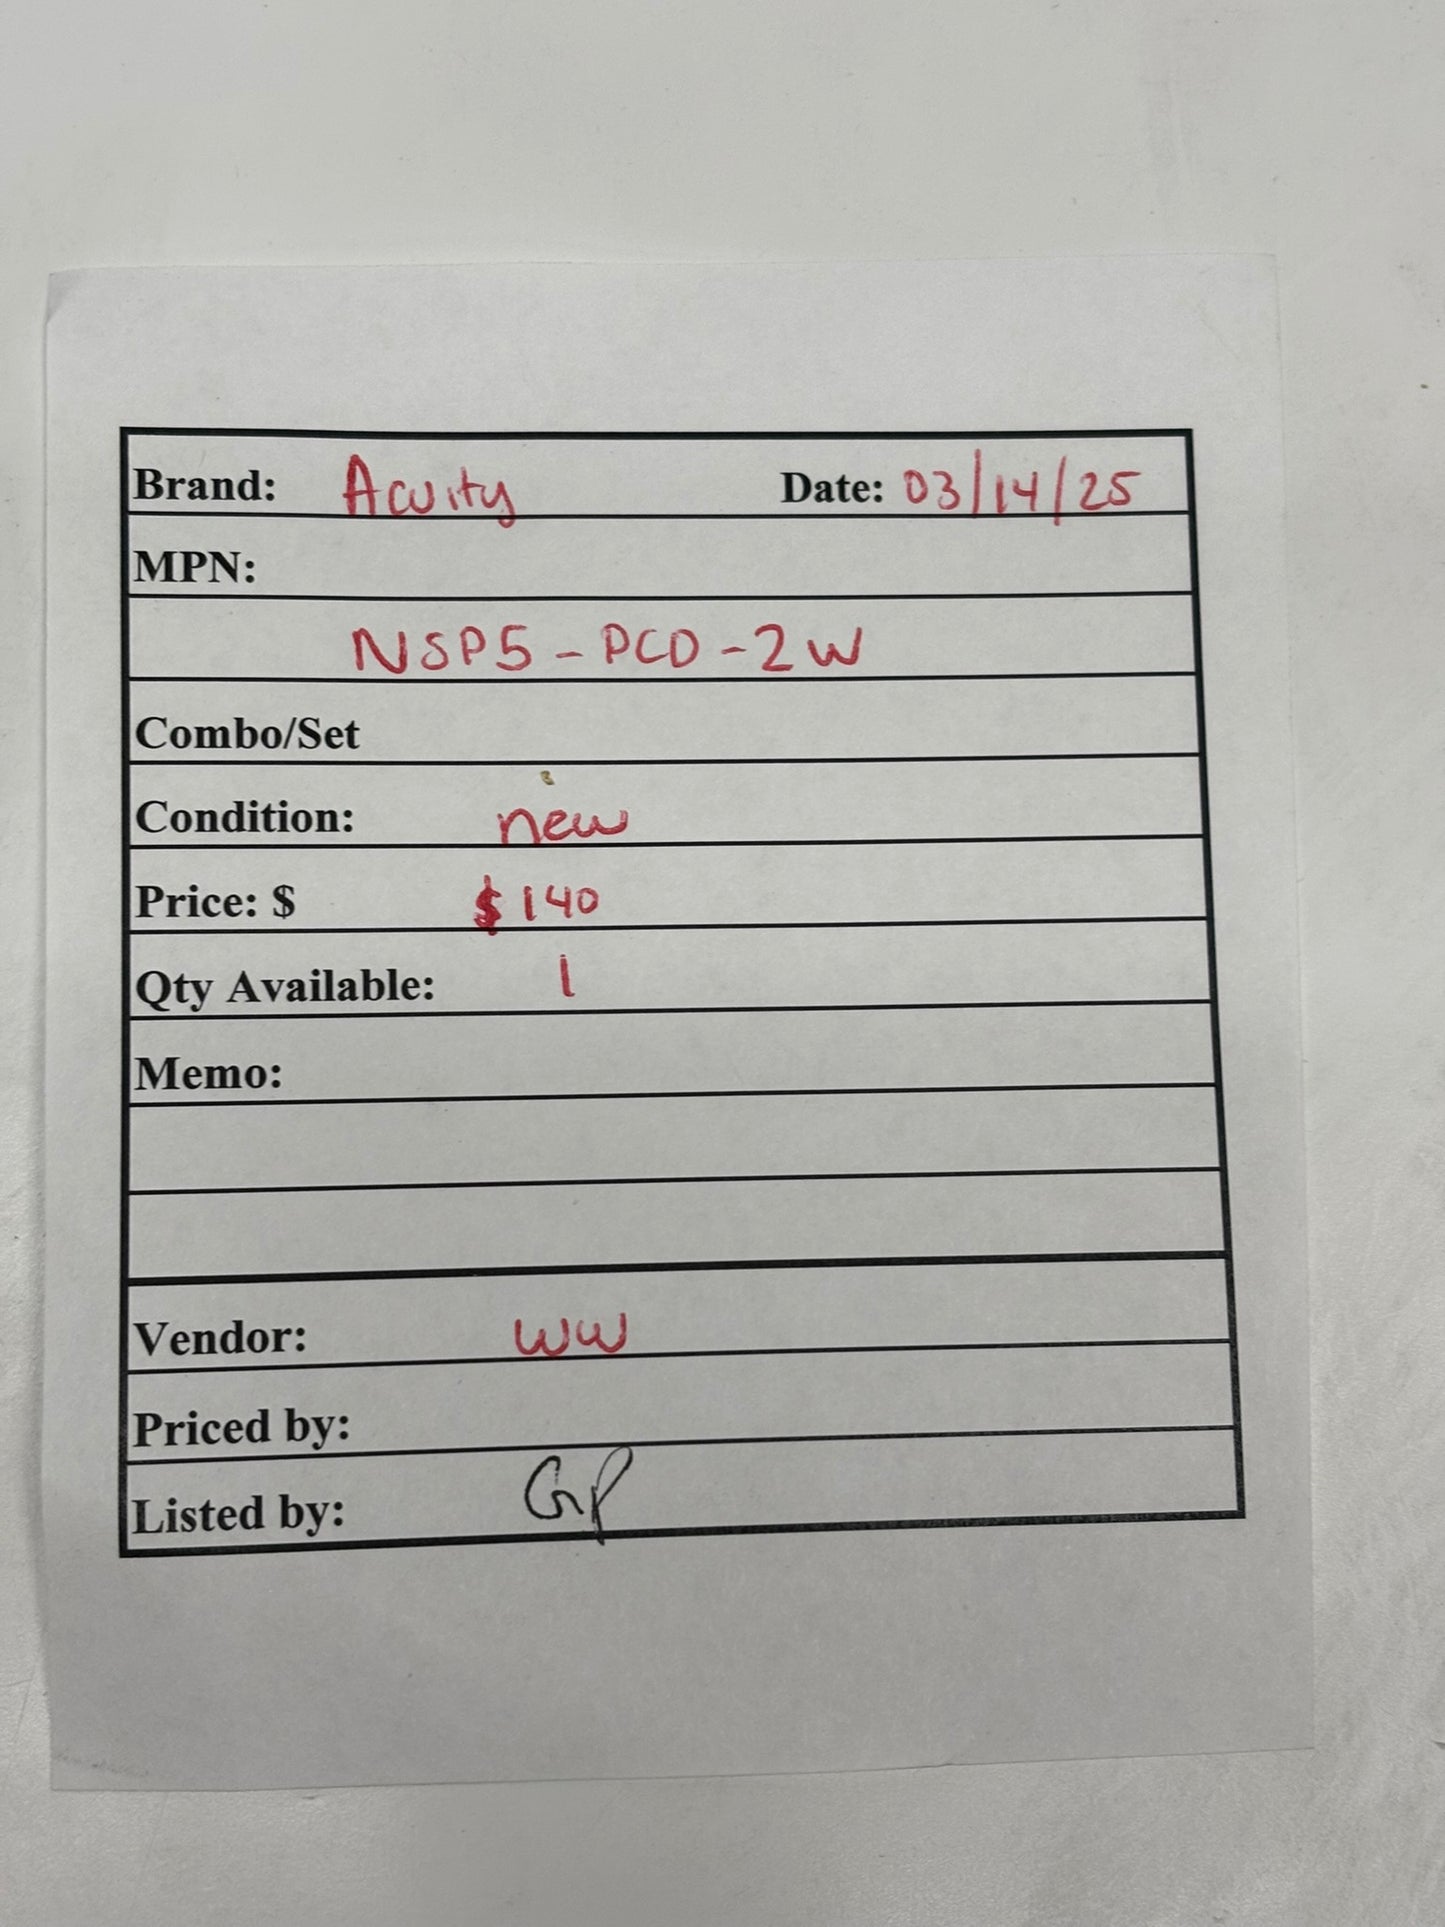 Brand: Acuity Date: 03/14/25
MPN:
NSP5-PCD-2W
Combo/Set
Condition: new
Price: $ $140
Qty Available: 1
Memo:
Vendor: WW
Priced by:
Listed by: GP